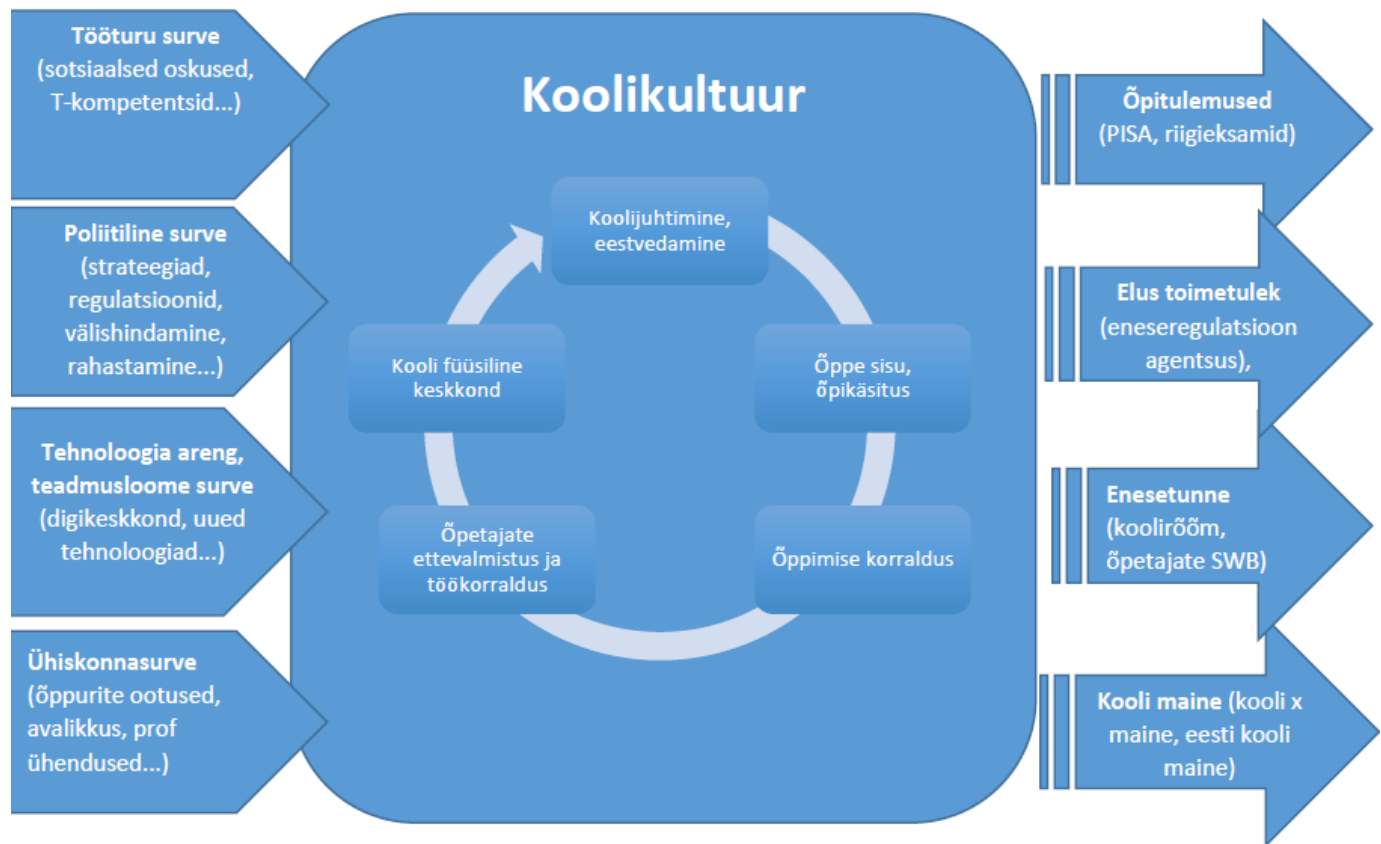 Tööturu surve
(sotsiaalsed oskused,
T-kompetentsid...)
Poliitiline surve
(strateegiad,
regulatsioonid,
välishindamine,
rahastamine...)
Tehnoloogia areng,
teadmusloome surve
(digikeskkond, uued
tehnoloogiad...)
Ühiskonnasurve
(õppurite ootused,
avalikkus, prof
ühendused...)
Koolikultuur
Koolijuhtimine,
eestvedamine
Õppe sisu,
õpikäsitus
Õppimise korraldus
Õpetajate
ettevalmistus ja
töökorraldus
Kooli füüsiline
keskkond
Õpitulemused
(PISA, riigieksamid)
Elus toimetulek
(eneseregulatsioon
agentsus),
Enesetunne
(koolirõõm,
õpetajate SWB)
Kooli maine (kooli x
maine, eesti kooli
maine)